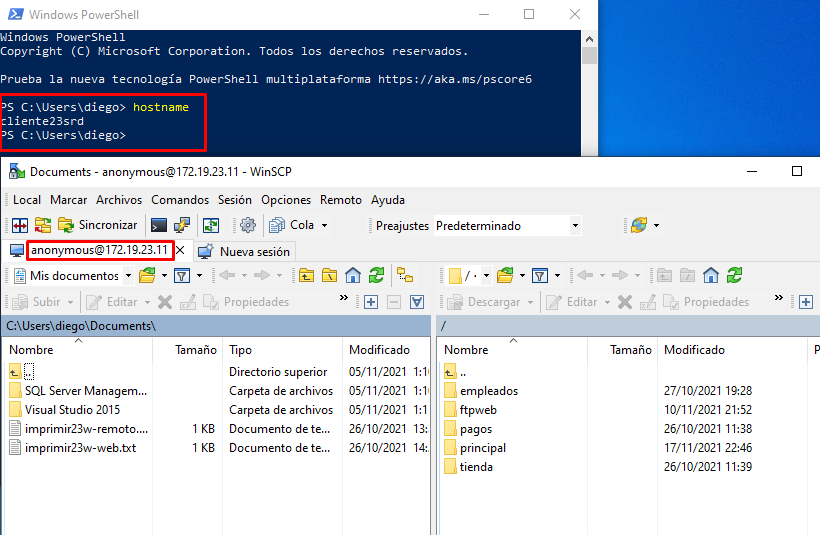 Windows PowerShell
Windows PowerShell
Copyright (C) Microsoft Corporation. Todos los derechos reservados.
Prueba la nueva tecnología PowerShell multiplataforma https://aka.ms/pscore6
PS C:\Users\diego> hostname
cliente23srd
PS C:\Users\diego>
Documents - anonymous@172.19.23.11 - WinSCP
Local Marcar Archivos Comandos Sesión Opciones Remoto Ayuda
Sincronizar Cola Preajustes Predeterminado
anonymous@172.19.23.11 Nueva sesión
Mis documentos / ·
Subir Editar Propiedades » Descargar Editar Propiedades »
C:\Users\diego\Documents\ /
Nombre Tamaño Tipo Modificado Nombre Tamaño Modificado P
.. Directorio superior 05/11/2021 1:1 ..
SQL Server Managem... Carpeta de archivos 05/11/2021 1:1 empleados 27/10/2021 19:28
Visual Studio 2015 Carpeta de archivos 05/11/2021 1:1 ftpweb 10/11/2021 21:52
imprimir23w-remoto.... 1 KB Documento de te... 26/10/2021 13: pagos 26/10/2021 11:38
imprimir23w-web.txt 1 KB Documento de te... 26/10/2021 14: principal 17/11/2021 22:46
tienda 26/10/2021 11:39